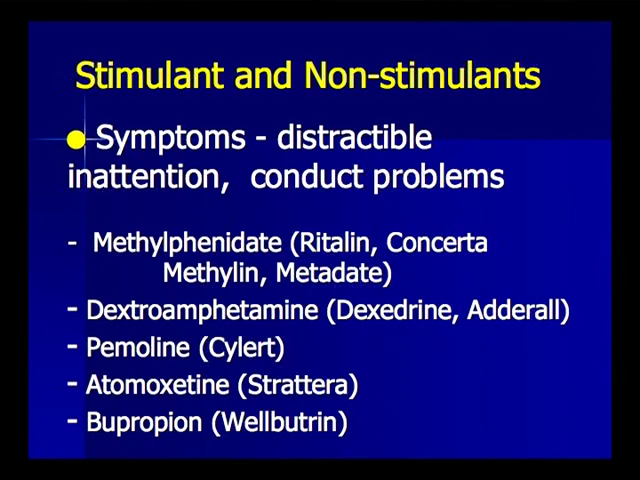 Stimulant and Non-stimulants
Symptoms - distractible
inattention, conduct problems
- Methylphenidate (Ritalin, Concerta
Methylin, Metadate)
- Dextroamphetamine (Dexedrine, Adderall)
- Pemoline (Cylert)
- Atomoxetine (Strattera)
- Bupropion (Wellbutrin)